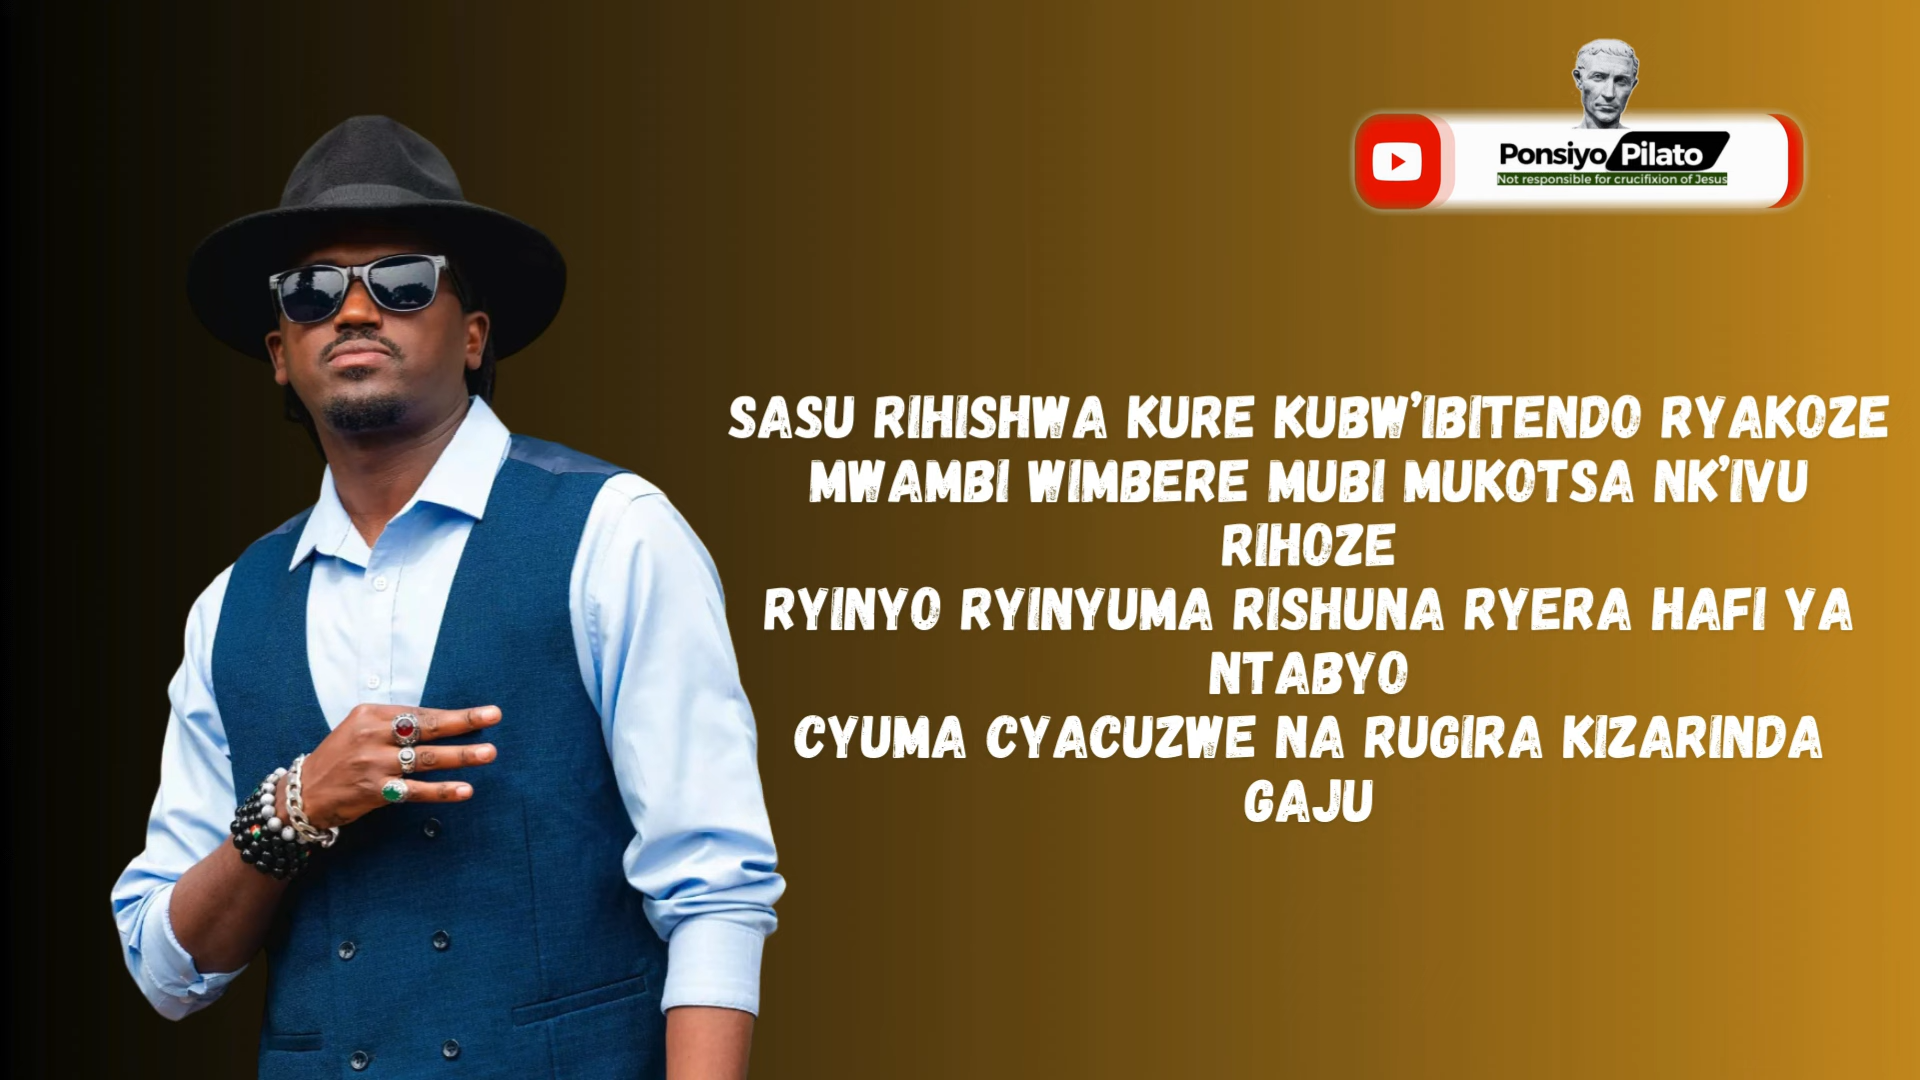 Ponsiyo Pilato
Not responsible for crucifixion of Jesus
SASU RIHISHWA KURE KUBW'IBITENDO RYAKOZE
MWAMBI WIMBERE MUBI MUKOTSA NK'IVU
RIHOZE
RYINYO RYINYUMA RISHUNA RYERA HAFI YA
NTABYO
CYUMA CYACUZWE NA RUGIRA KIZARINDA
GAJU